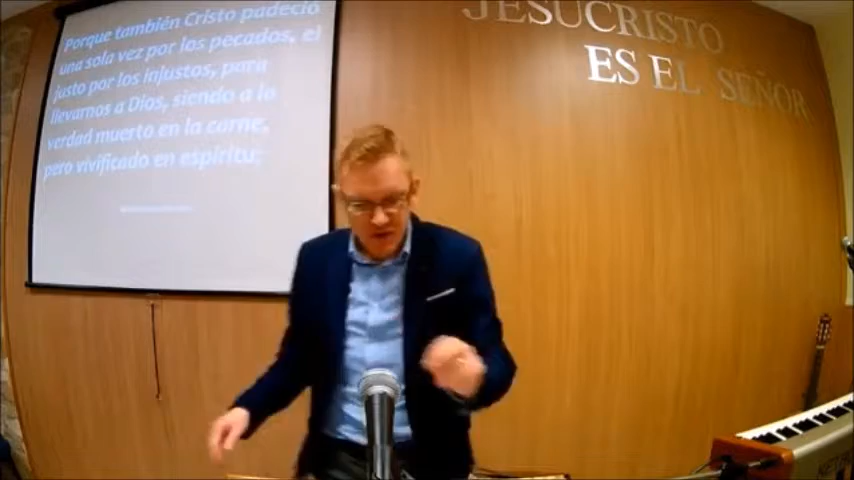 Porque también Cristo padeció
una sola vez por los pecados, el
justo por los injustos, para
llevarnos a Dios, siendo a la
verdad muerto en la carne,
pero vivificado en espíritu;
JESUCRISTO
ES EL SEÑOR